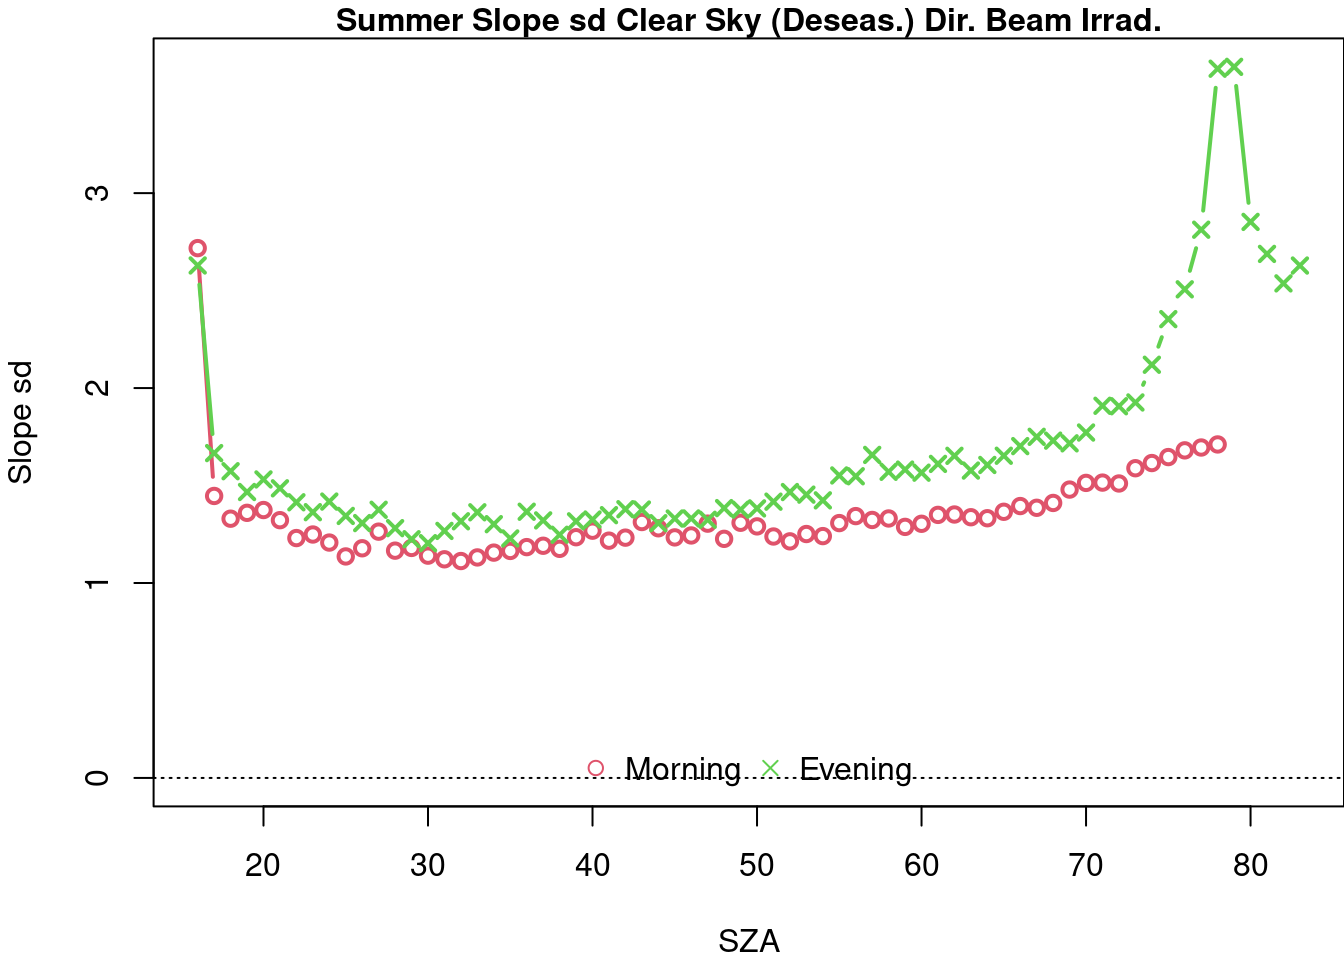 Summer Slope sd Clear Sky (Deseas.) Dir. Beam Irrad.
Slope sd
3
2
1
0
Morning Evening
20 30 40 50 60 70 80
SZA